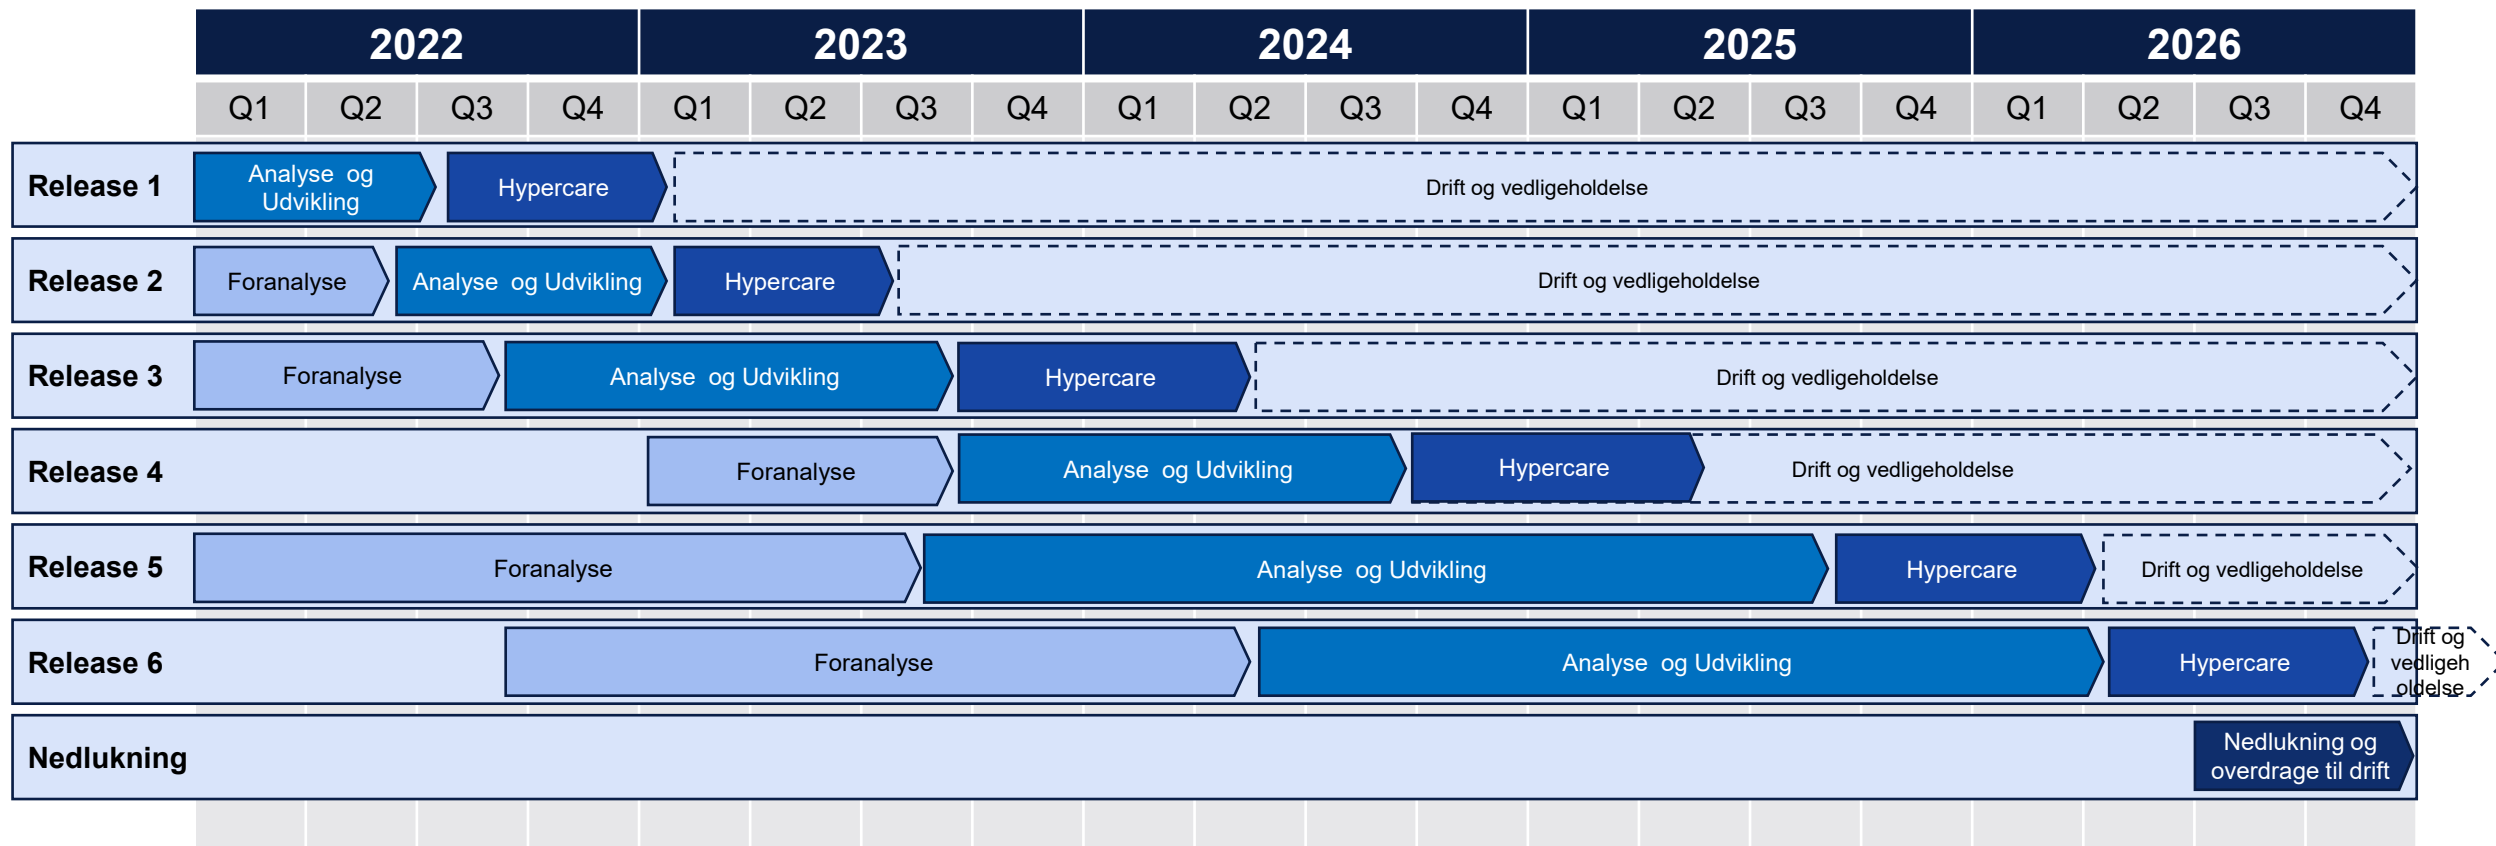 2022 2023 2024 2025 2026
Q1 Q2 Q3 Q4 Q1 Q2 Q3 Q4 Q1 Q2 Q3 Q4 Q1 Q2 Q3 Q4 Q1 Q2 Q3 Q4
Release 1
Analyse og
Udvikling
Hypercare
Drift og vedligeholdelse
Release 2
Foranalyse
Analyse og Udvikling
Hypercare
Drift og vedligeholdelse
Release 3
Foranalyse
Analyse og Udvikling
Hypercare
Drift og vedligeholdelse
Release 4
Foranalyse
Analyse og Udvikling
Hypercare
Drift og vedligeholdelse
Release 5
Foranalyse
Analyse og Udvikling
Hypercare
Drift og vedligeholdelse
Release 6
Foranalyse
Analyse og Udvikling
Hypercare
Drift og
vedligeh
oldelse
Nedlukning
Nedlukning og
overdrage til drift